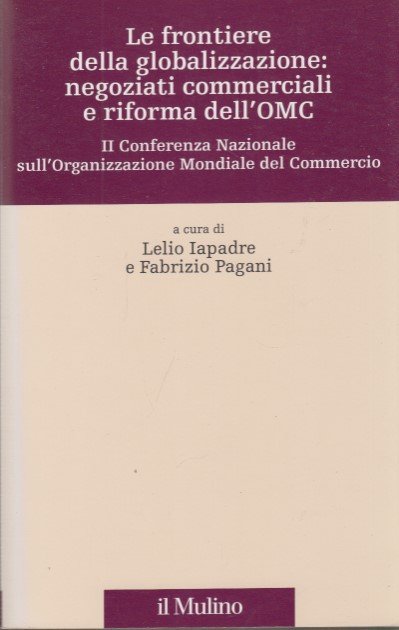 Le frontiere
della globalizzazione:
negoziati commerciali
e riforma dell'OMC
II Conferenza Nazionale
sull'Organizzazione Mondiale del Commercio
a cura di
Lelio Iapadre
e Fabrizio Pagani
il Mulino